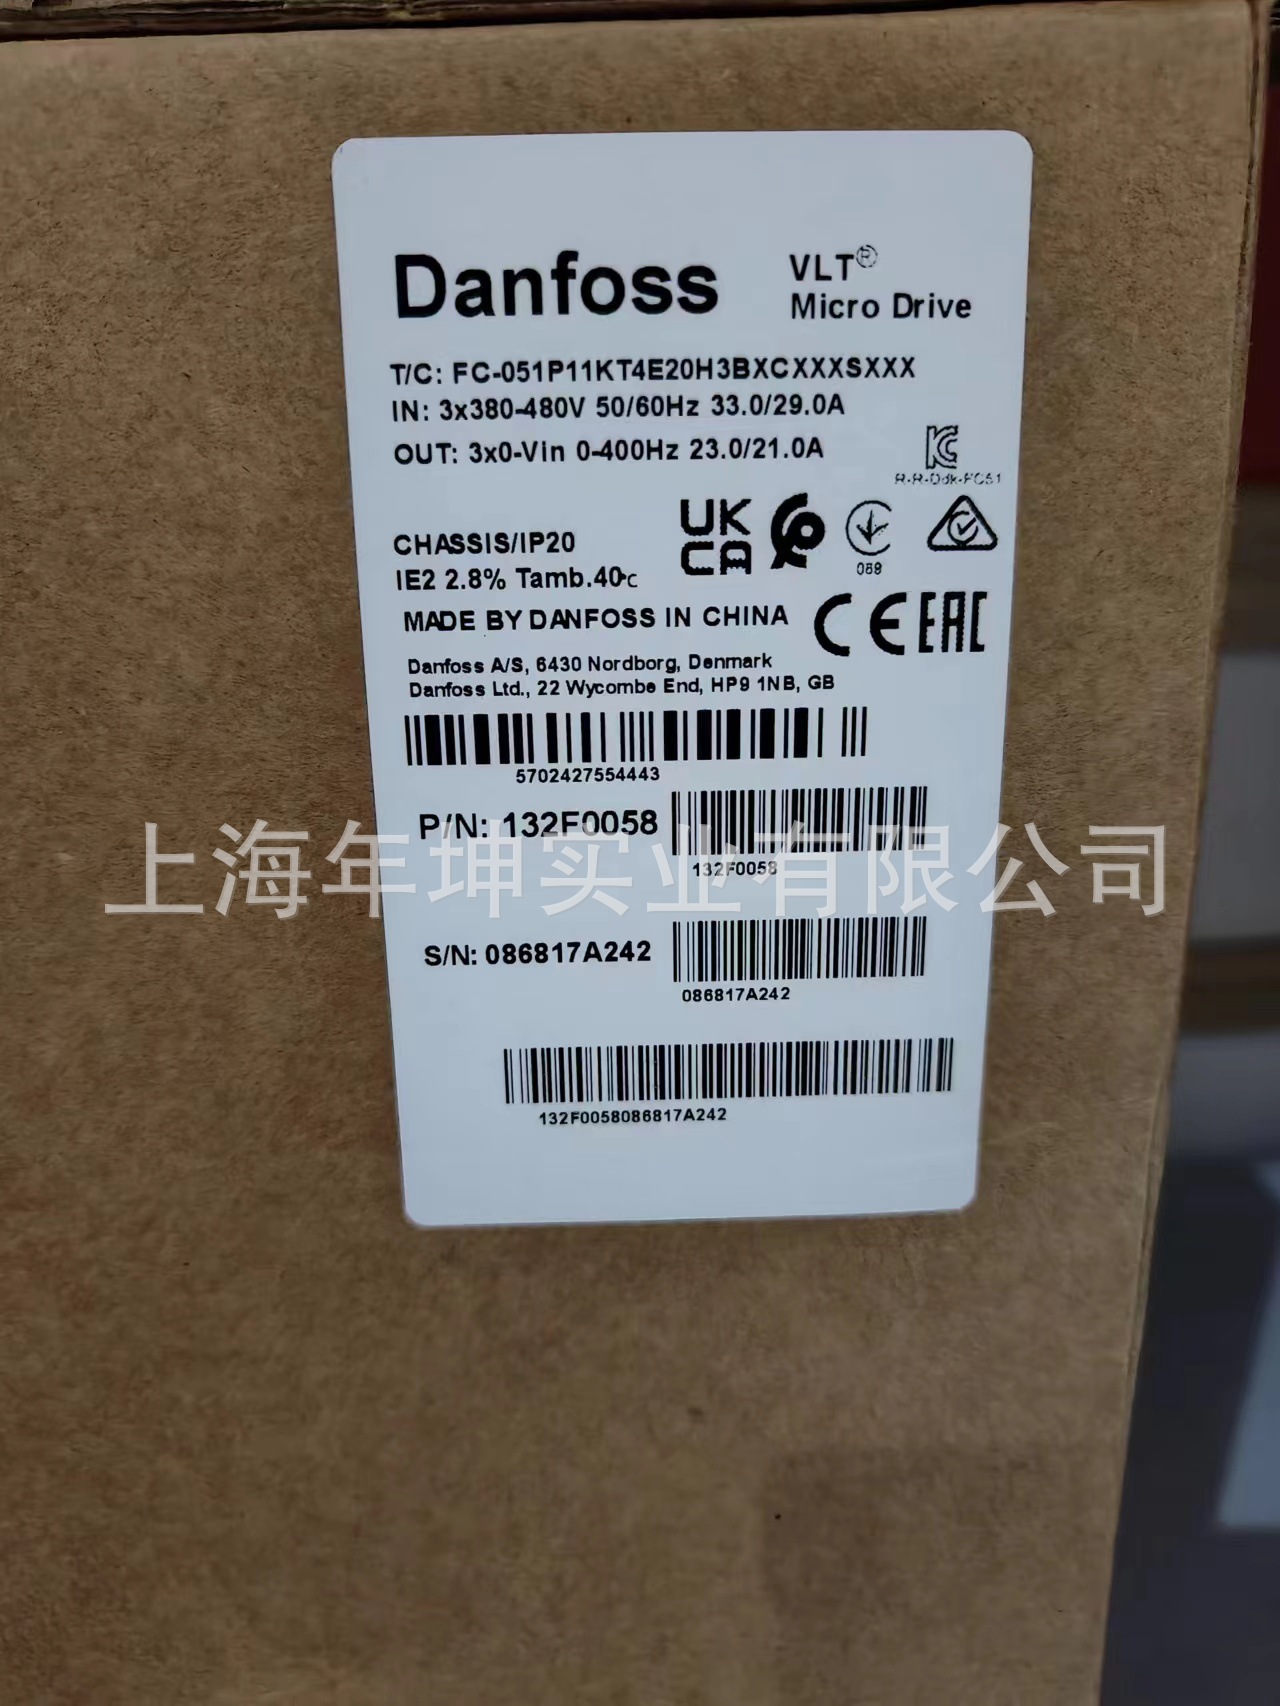 Danfoss
VLT®
Micro Drive
T/C: FC-051P11KT4E20H3BXCXXXSXXX
IN: 3x380-480V 50/60Hz 33.0/29.0A
OUT: 3x0-Vin 0-400Hz 23.0/21.0A
CHASSIS/IP20
IE2 2.8% Tamb.40°c
UK
CA
089
MADE BY DANFOSS IN CHINA
CE EAC
Danfoss A/S, 6430 Nordborg, Denmark
Danfoss Ltd., 22 Wycombe End, HP9 1NB, GB
5702427554443
P/N: 132F0058
132F0058
上海年坤实业有限公司
S/N: 086817A242
086817A242
132F0058086817A242